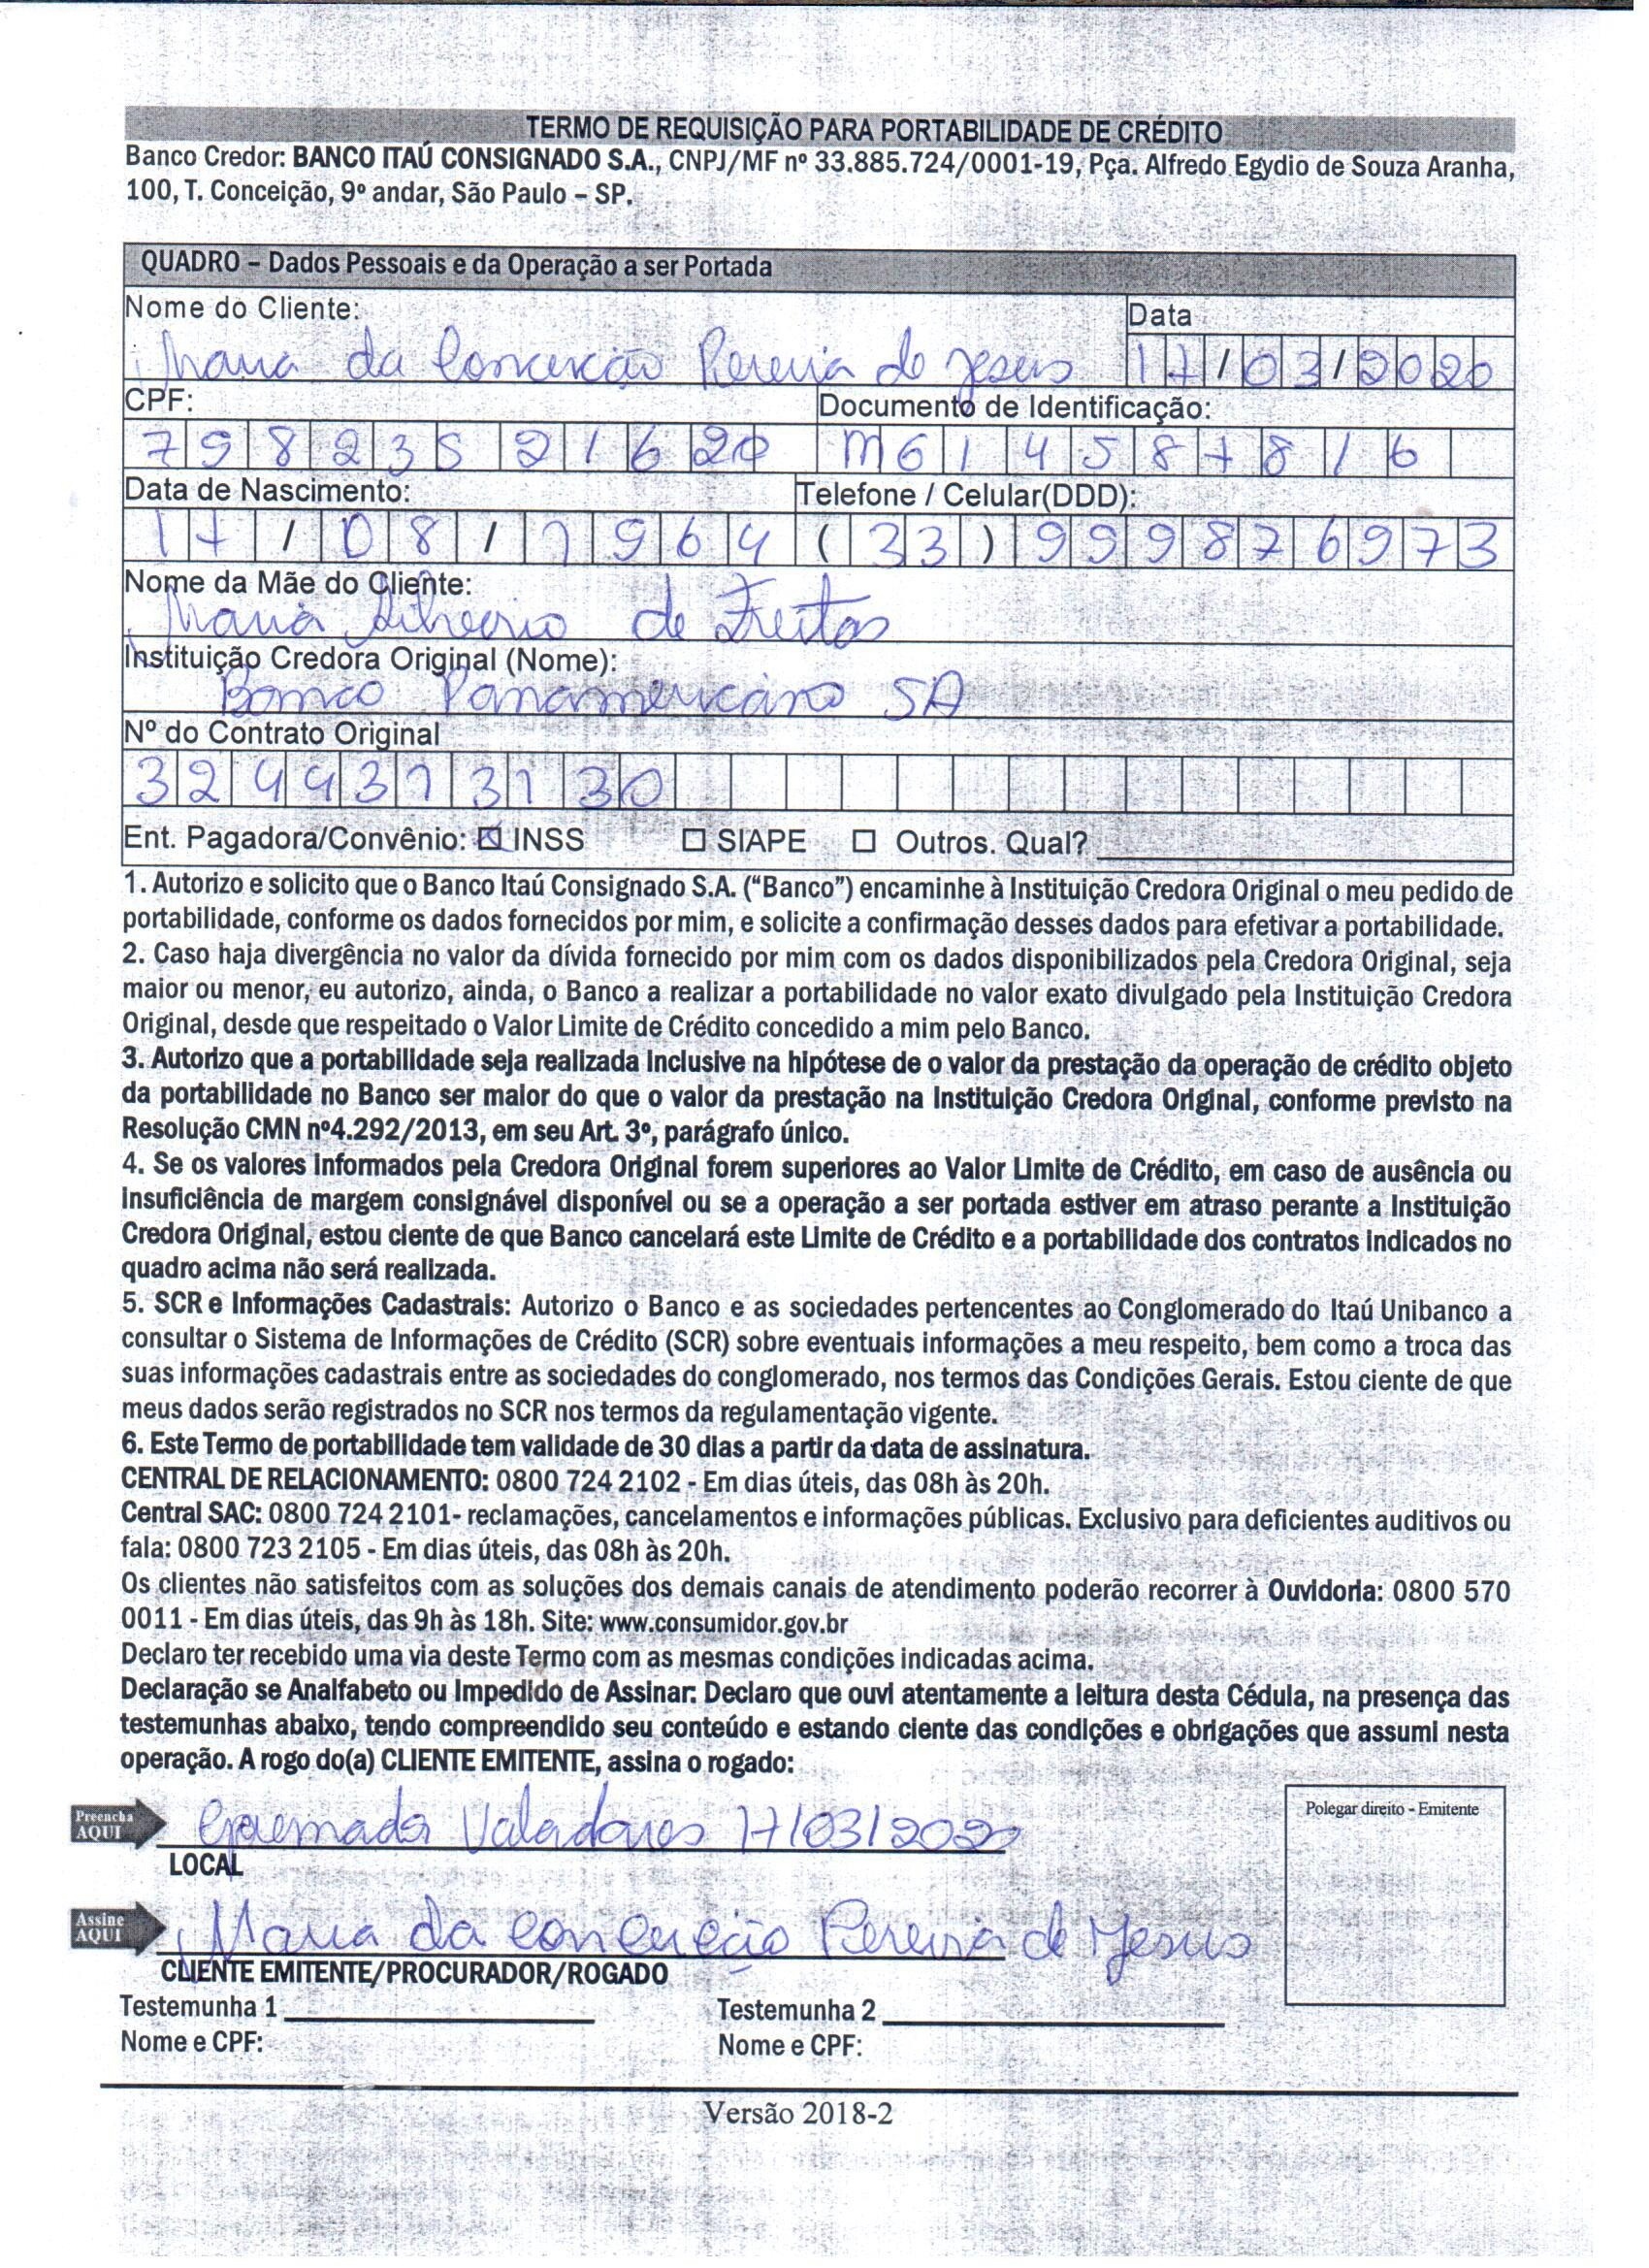 TERMO DE REQUISIÇÃO PARA PORTABILIDADE DE CRÉDITO
Banco Credor: BANCO ITAÚ CONSIGNADO S.A., CNPJ/MF nº 33.885.724/0001-19, Pça. Alfredo Egydio de Souza Aranha,
100, T. Conceição, 9º andar, São Paulo – SP.
QUADRO – Dados Pessoais e da Operação a ser Portada
Nome do Cliente:
Data
Maria da Conceição Pereira de Jesus 17/03/2020
CPF:
Documento de Identificação:
79823521620 M6145878 16
Data de Nascimento:
Telefone / Celular(DDD):
17/08/1964 (33) 999876973
Nome da Mãe do Cliente:
Maria de Freitas
Instituição Credora Original (Nome):
Banco Panamericano SA
Nº do Contrato Original
3244313130
Ent. Pagadora/Convênio: ☒ INSS ☐ SIAPE ☐ Outros. Qual?
1. Autorizo e solicito que o Banco Itaú Consignado S.A. (“Banco”) encaminhe à Instituição Credora Original o meu pedido de
portabilidade, conforme os dados fornecidos por mim, e solicite a confirmação desses dados para efetivar a portabilidade.
2. Caso haja divergência no valor da dívida fornecido por mim com os dados disponibilizados pela Credora Original, seja
maior ou menor, eu autorizo, ainda, o Banco a realizar a portabilidade no valor exato divulgado pela Instituição Credora
Original, desde que respeitado o Valor Limite de Crédito concedido a mim pelo Banco.
3. Autorizo que a portabilidade seja realizada inclusive na hipótese de o valor da prestação da operação de crédito objeto
da portabilidade no Banco ser maior do que o valor da prestação na Instituição Credora Original, conforme previsto na
Resolução CMN nº4.292/2013, em seu Art. 3º, parágrafo único.
4. Se os valores informados pela Credora Original forem superiores ao Valor Limite de Crédito, em caso de ausência ou
insuficiência de margem consignável disponível ou se a operação a ser portada estiver em atraso perante a Instituição
Credora Original, estou ciente de que Banco cancelará este Limite de Crédito e a portabilidade dos contratos indicados no
quadro acima não será realizada.
5. SCR e Informações Cadastrais: Autorizo o Banco e as sociedades pertencentes ao Conglomerado do Itaú Unibanco a
consultar o Sistema de Informações de Crédito (SCR) sobre eventuais informações a meu respeito, bem como a troca das
suas informações cadastrais entre as sociedades do conglomerado, nos termos das Condições Gerais. Estou ciente de que
meus dados serão registrados no SCR nos termos da regulamentação vigente.
6. Este Termo de portabilidade tem validade de 30 dias a partir da data de assinatura.
CENTRAL DE RELACIONAMENTO: 0800 724 2102 - Em dias úteis, das 08h às 20h.
Central SAC: 0800 724 2101- reclamações, cancelamentos e informações públicas. Exclusivo para deficientes auditivos ou
fala: 0800 723 2105 - Em dias úteis, das 08h às 20h.
Os clientes não satisfeitos com as soluções dos demais canais de atendimento poderão recorrer à Ouvidoria: 0800 570
0011 - Em dias úteis, das 9h às 18h. Site: www.consumidor.gov.br
Declaro ter recebido uma via deste Termo com as mesmas condições indicadas acima.
Declaração se Analfabeto ou Impedido de Assinar: Declaro que ouvi atentamente a leitura desta Cédula, na presença das
testemunhas abaixo, tendo compreendido seu conteúdo e estando ciente das condições e obrigações que assumi nesta
operação. A rogo do(a) CLIENTE EMITENTE, assina o rogado:
Polegar direito - Emitente
Preencha
AQUI
Valadares 17/03/2020
LOCAL
Assine
AQUI
Maria da Conceição Pereira de Jesus
CLIENTE EMITENTE/PROCURADOR/ROGADO
Testemunha 1 Testemunha 2
Nome e CPF: Nome e CPF:
Versão 2018-2